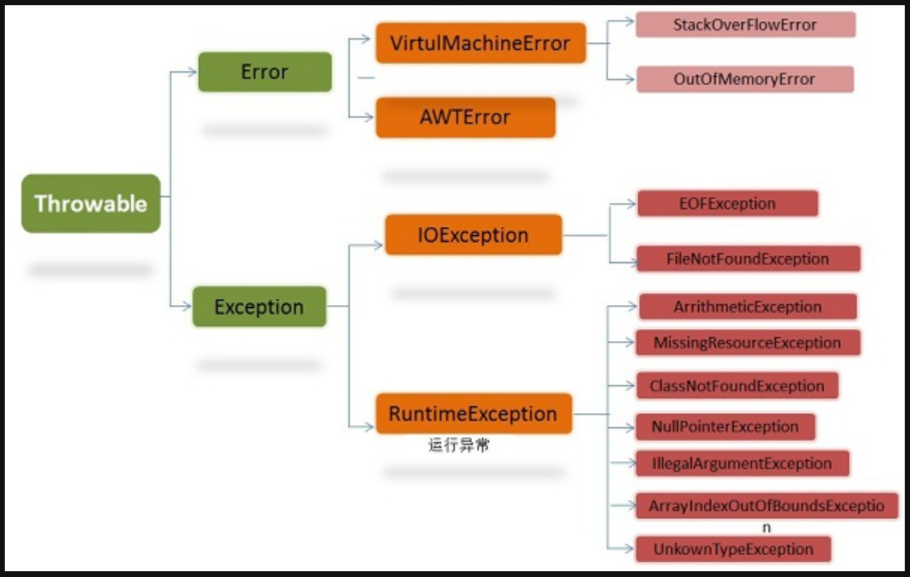 Throwable
Error
VirtulMachineError
StackOverFlowError
OutOfMemoryError
AWTError
Exception
IOException
EOFException
FileNotFoundException
RuntimeException
运行异常
ArrithmeticException
MissingResourceException
ClassNotFoundException
NullPointerException
IllegalArgumentException
ArrayIndexOutOfBoundsExceptio
n
UnkownTypeException